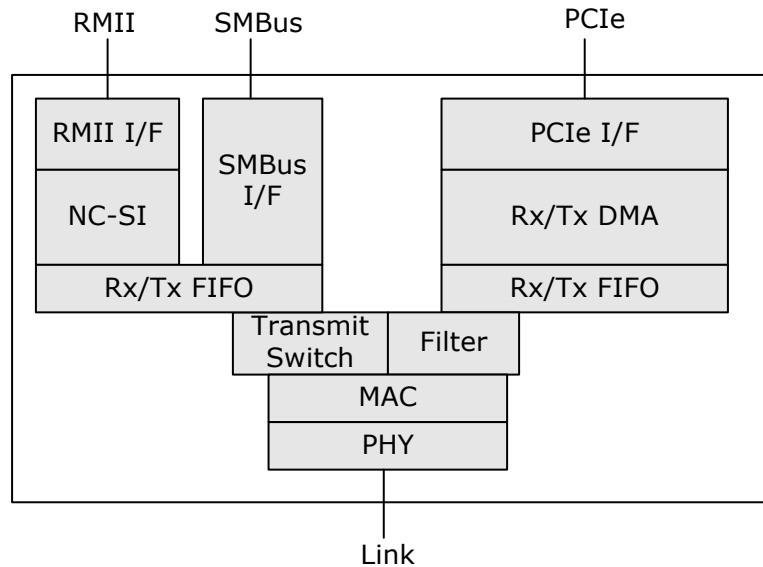 RMII
SMBus
PCIe
RMII I/F
NC-SI
SMBus
I/F
PCIe I/F
Rx/Tx DMA
Rx/Tx FIFO
Rx/Tx FIFO
Transmit
Switch
Filter
MAC
PHY
Link